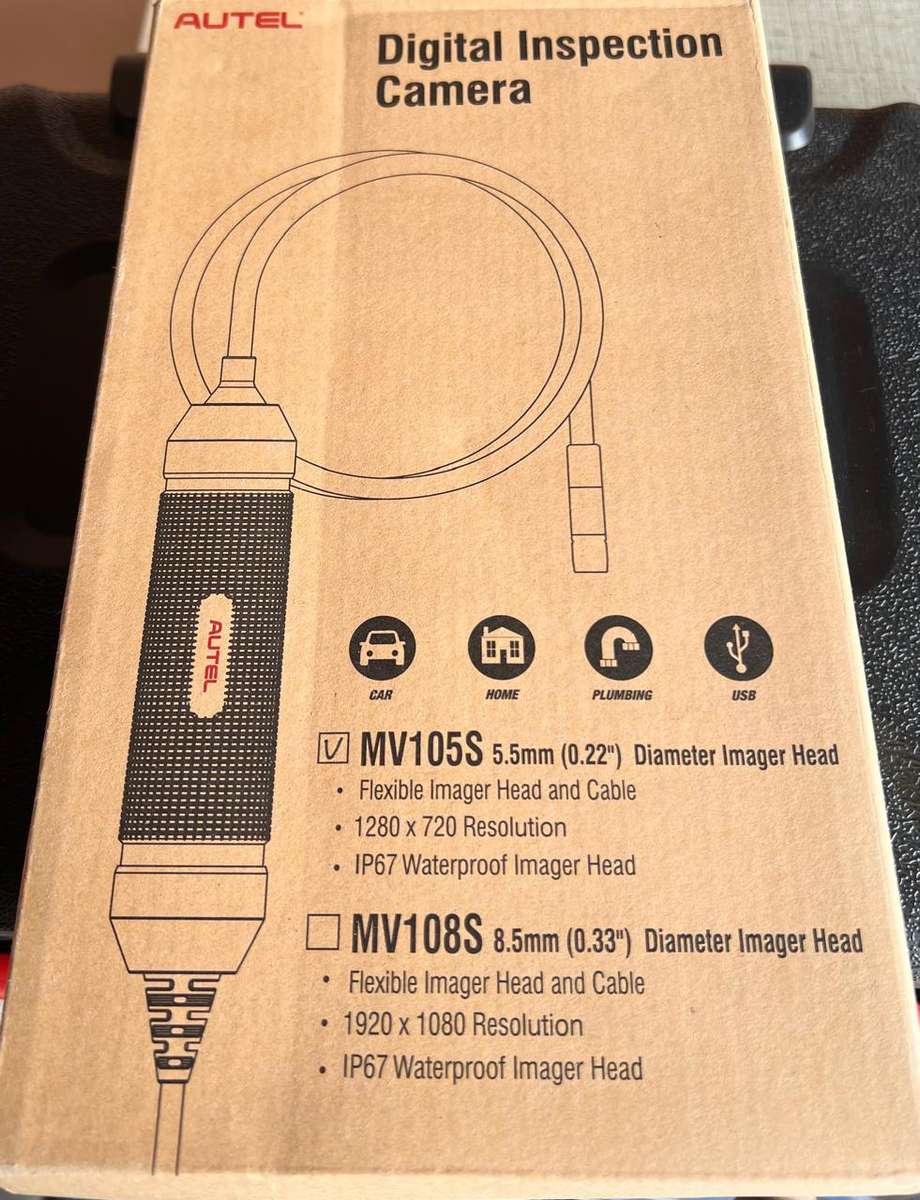 AUTEL
Digital Inspection
Camera
AUTEL
CAR
HOME
PLUMBING
USB
MV105S 5.5mm (0.22") Diameter Imager Head
• Flexible Imager Head and Cable
• 1280 x 720 Resolution
• IP67 Waterproof Imager Head
MV108S 8.5mm (0.33") Diameter Imager Head
• Flexible Imager Head and Cable
• 1920 x 1080 Resolution
• IP67 Waterproof Imager Head